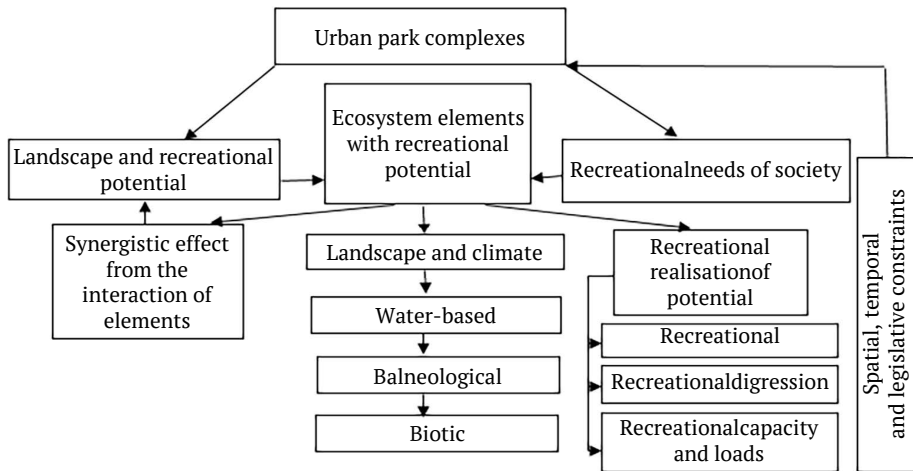 Urban park complexes
Ecosystem elements
with recreational
potential
Landscape and recreational
potential
Recreationalneeds of society
Synergistic effect
from the
interaction of
elements
Landscape and climate
Water-based
Balneological
Biotic
Recreational
realisationof
potential
Recreational
Recreationaldigression
Recreationalcapacity
and loads
Spatial, temporal
and legislative constraints